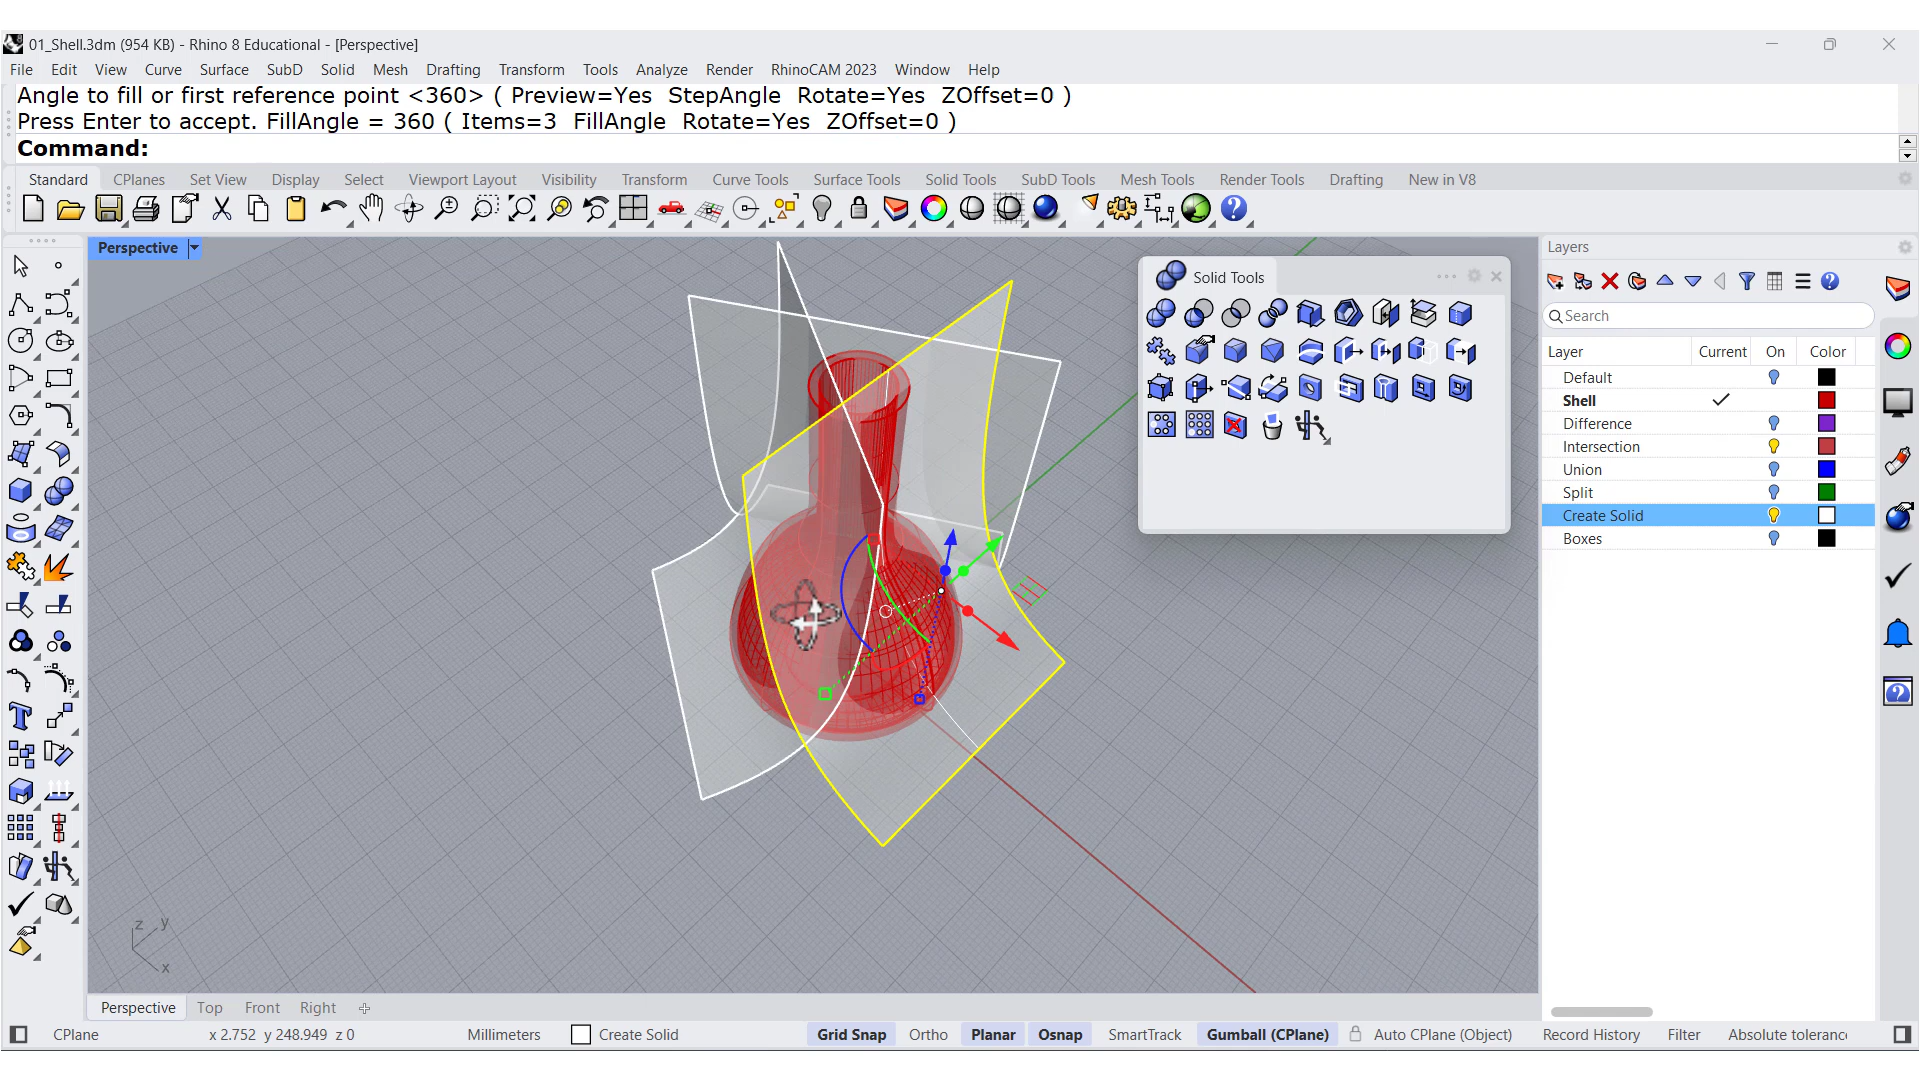 01_Shell.3dm (954 KB) - Rhino 8 Educational - [Perspective]
File Edit View Curve Surface SubD Solid Mesh Drafting Transform Tools Analyze Render RhinoCAM 2023 Window Help
Angle to fill or first reference point <360> ( Preview=Yes StepAngle Rotate=Yes ZOffset=0 )
Press Enter to accept. FillAngle = 360 ( Items=3 FillAngle Rotate=Yes ZOffset=0 )
Command:
Standard CPlanes Set View Display Select Viewport Layout Visibility Transform Curve Tools Surface Tools Solid Tools SubD Tools Mesh Tools Render Tools Drafting New in V8
Perspective
Layers
Solid Tools
Search
Layer Current On Color
Default
Shell
Difference
Intersection
Union
Split
Create Solid
Boxes
z y
x
Perspective Top Front Right
CPlane x 2.752 y 248.949 z 0 Millimeters Create Solid Grid Snap Ortho Planar Osnap SmartTrack Gumball (CPlane) Auto CPlane (Object) Record History Filter Absolute toleranc